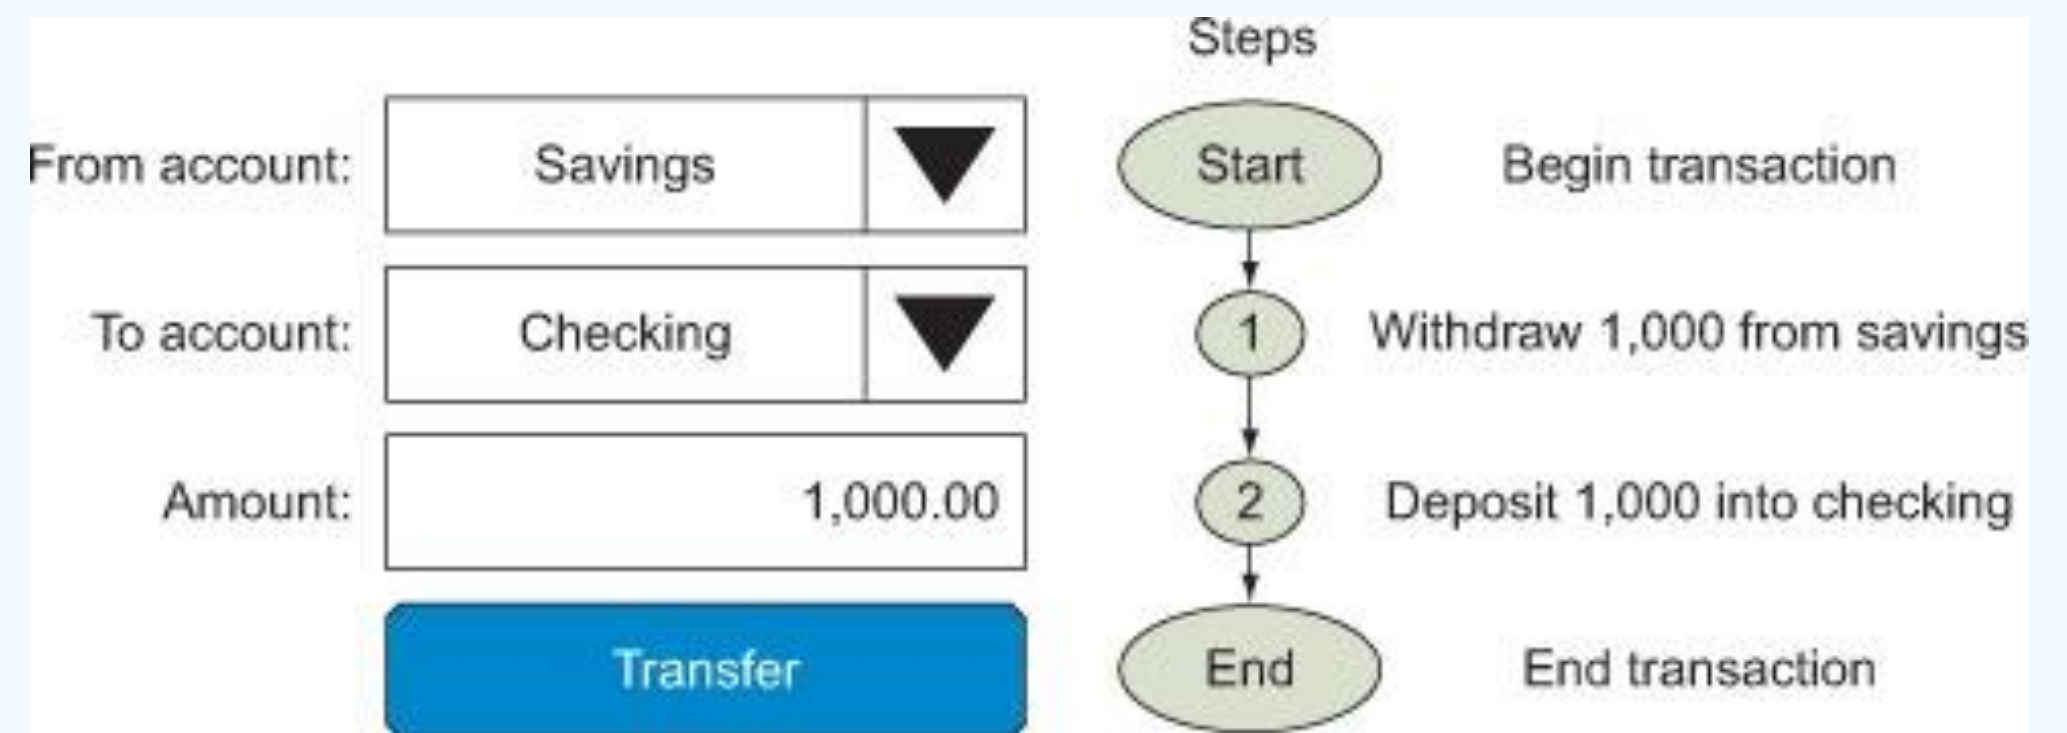 Steps
From account:
Savings
Start
Begin transaction
To account:
Checking
1
Withdraw 1,000 from savings
Amount:
1,000.00
2
Deposit 1,000 into checking
Transfer
End
End transaction